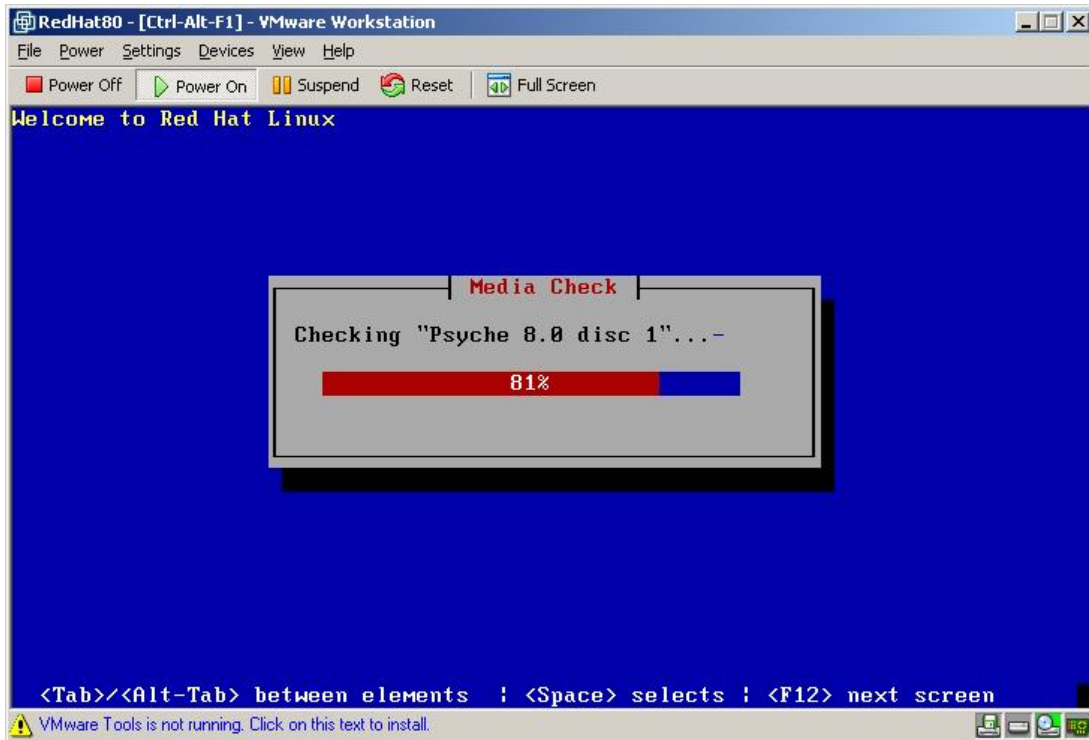 RedHat80 - [Ctrl-Alt-F1] - VMware Workstation
File Power Settings Devices View Help
Power Off Power On Suspend Reset Full Screen
Welcome to Red Hat Linux
Media Check
Checking "Psyche 8.0 disc 1"...-
81%
<Tab>/<Alt-Tab> between elements ¦ <Space> selects ¦ <F12> next screen
VMware Tools is not running. Click on this text to install.